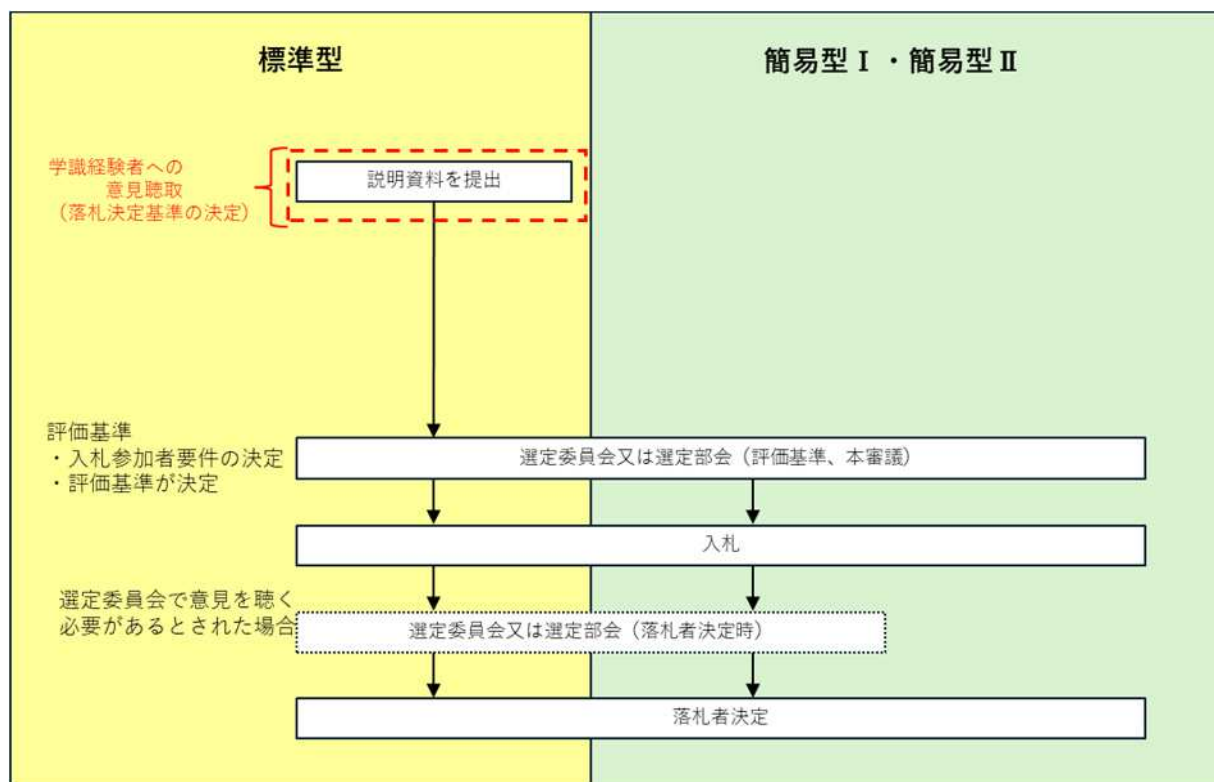 標準型
簡易型Ⅰ・簡易型Ⅱ
学識経験者への
意見聴取
（落札決定基準の決定）
説明資料を提出
評価基準
・入札参加者要件の決定
・評価基準が決定
選定委員会又は選定部会（評価基準、本審議）
入札
選定委員会で意見を聴く
必要があるとされた場合
選定委員会又は選定部会（落札者決定時）
落札者決定